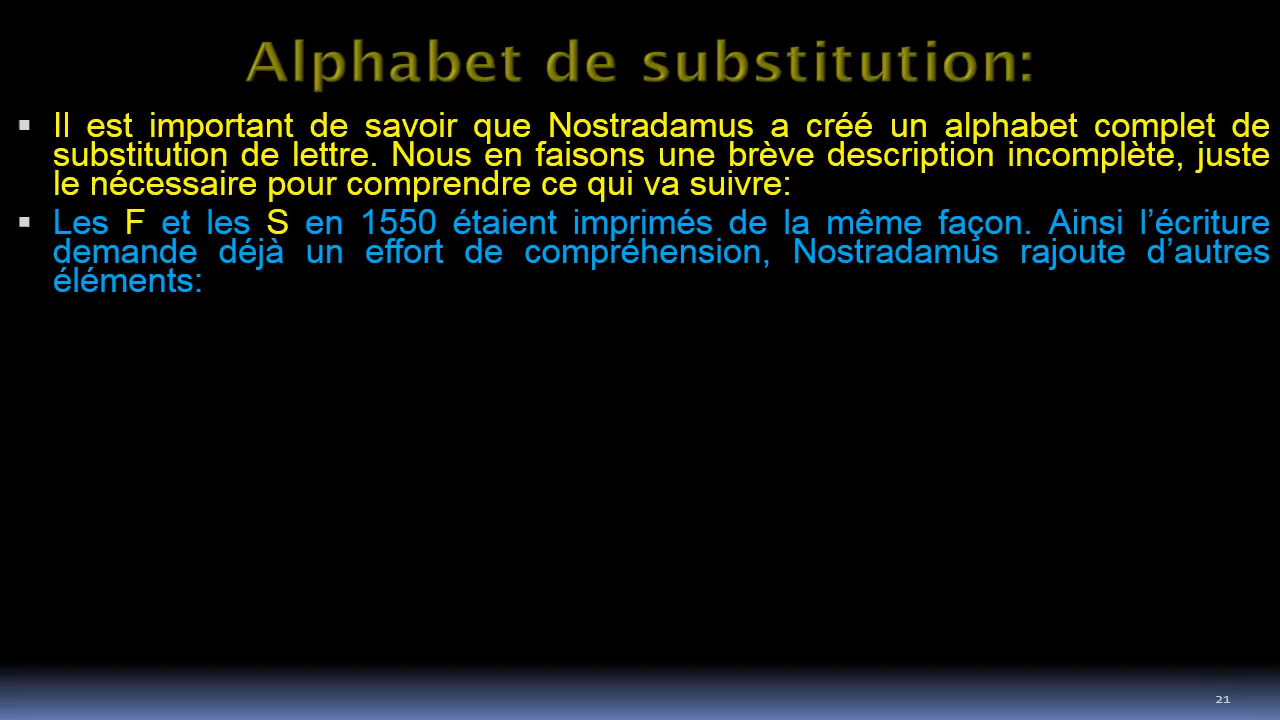 Alphabet de substitution:
▪ Il est important de savoir que Nostradamus a créé un alphabet complet de
substitution de lettre. Nous en faisons une brève description incomplète, juste
le nécessaire pour comprendre ce qui va suivre:
▪ Les F et les S en 1550 étaient imprimés de la même façon. Ainsi l’écriture
demande déjà un effort de compréhension, Nostradamus rajoute d’autres
éléments:
21